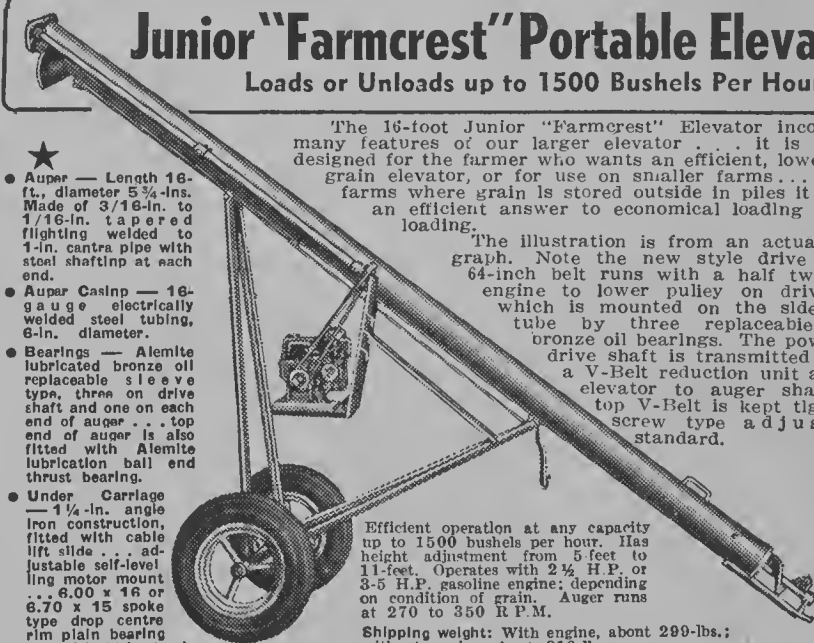 Junior "Farmcrest" Portable Eleva
Loads or Unloads up to 1500 Bushels Per Hour
The 16-foot Junior "Farmcrest" Elevator inco
many features of our larger elevator . . . it is
designed for the farmer who wants an efficient, lowe
grain elevator, or for use on smaller farms . . .
farms where grain is stored outside in piles it
an efficient answer to economical loading
loading.
The illustration is from an actua
graph. Note the new style drive
64-inch belt runs with a half tw
engine to lower pulley on driv
which is mounted on the side
tube by three replaceable
bronze oil bearings. The pow
drive shaft is transmitted
a V-Belt reduction unit a
elevator to auger sha
top V-Belt is kept tig
screw type adjus
standard.
★
● Auper — Length 16-
ft., diameter 5¾-ins.
Made of 3/16-in. to
1/16-in. tapered
flighting welded to
1-in. cantra pipe with
steel shaftinp at each
end.
● Auper Casinp — 16-
gauge electrically
welded steel tubing,
6-in. diameter.
● Bearings — Alemite
lubricated bronze oil
replaceable sleeve
type, three on drive
shaft and one on each
end of auger . . . top
end of auger is also
fitted with Alemite
lubrication ball end
thrust bearing.
● Under Carriage
— 1¼-in. angle
iron construction,
fitted with cable
lift slide . . . ad-
justable self-level
ling motor mount
. . . 6.00 x 16 or
6.70 x 15 spoke
type drop centre
rim plain bearing
Efficient operation at any capacity
up to 1500 bushels per hour. Has
height adjustment from 5 feet to
11-feet. Operates with 2½ H.P. or
3-5 H.P. gasoline engine; depending
on condition of grain. Auger runs
at 270 to 350 R P.M.
Shipping weight: With engine, about 299-lbs.;